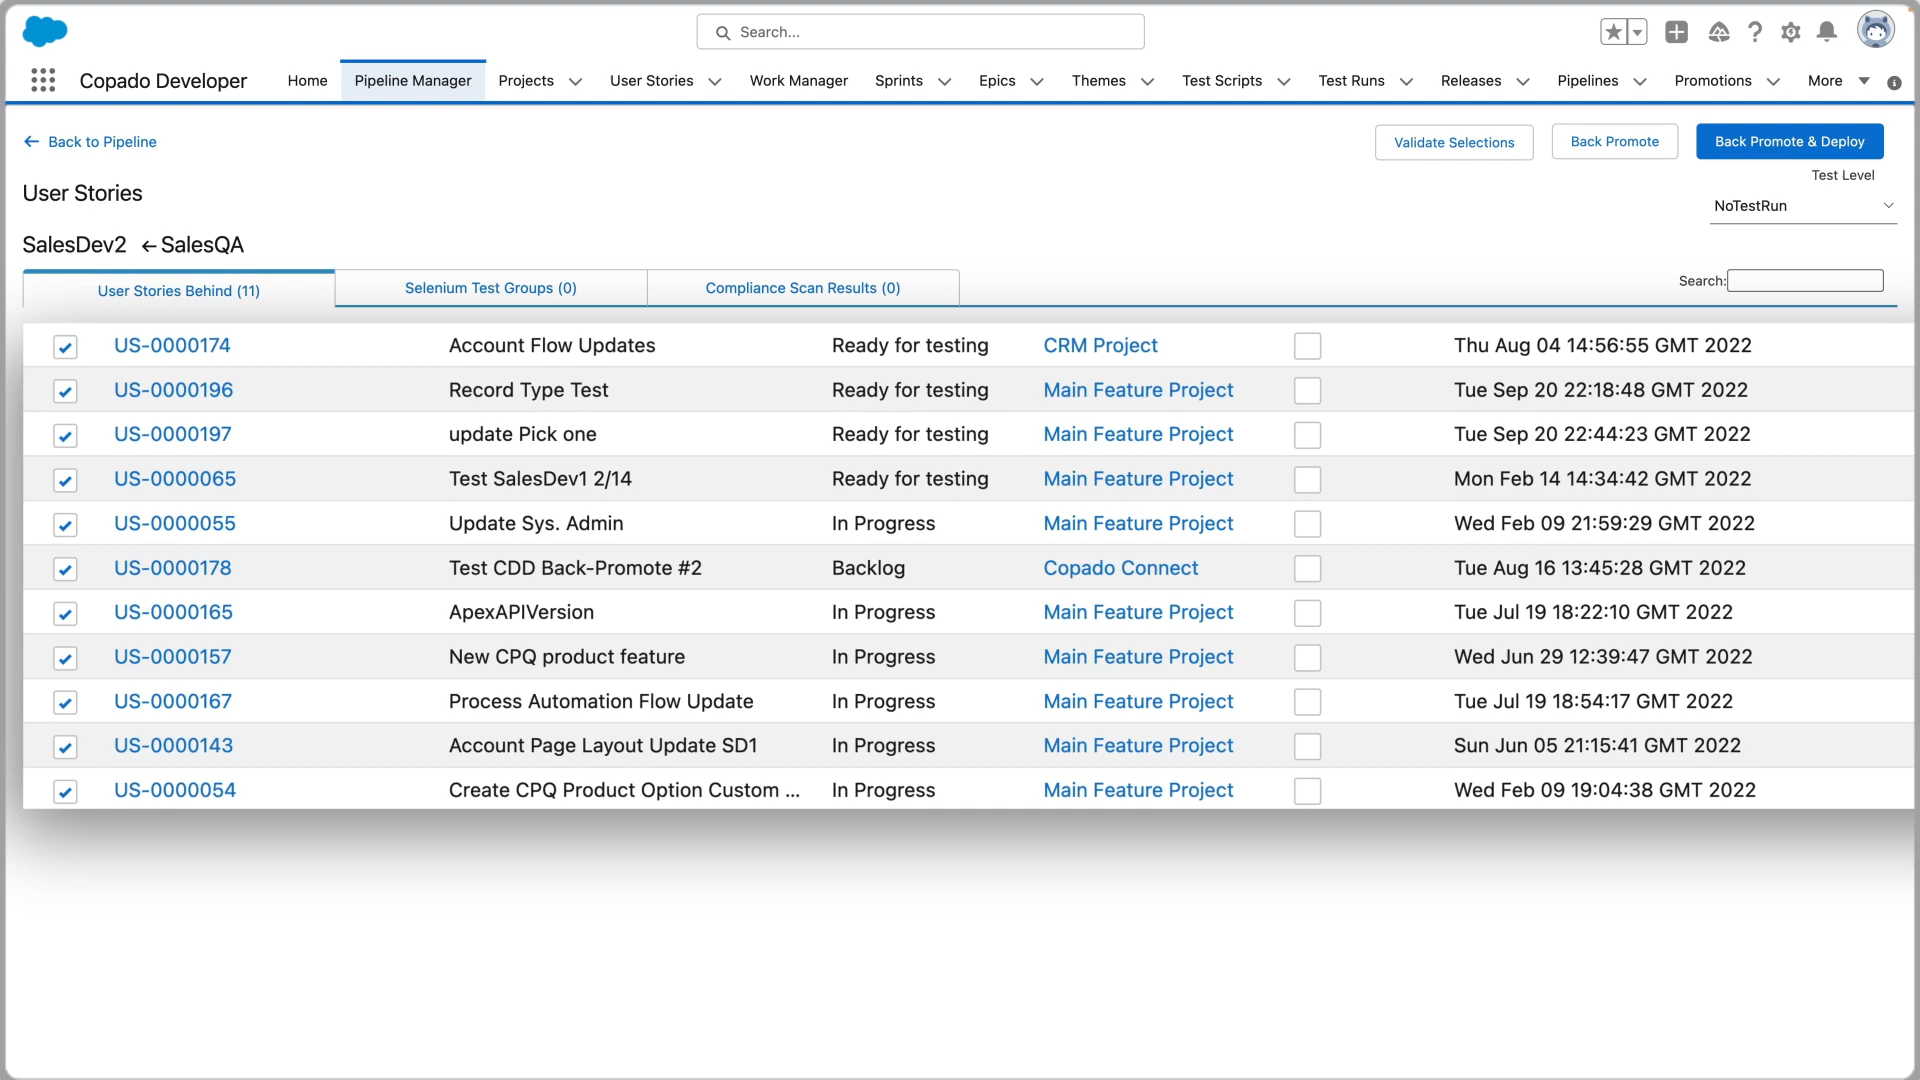 Search...
Copado Developer Home Pipeline Manager Projects User Stories Work Manager Sprints Epics Themes Test Scripts Test Runs Releases Pipelines Promotions More
Back to Pipeline Validate Selections Back Promote Back Promote & Deploy
Test Level
User Stories
NoTestRun
SalesDev2 ←SalesQA
User Stories Behind (11) Selenium Test Groups (0) Compliance Scan Results (0) Search:
US-0000174 Account Flow Updates Ready for testing CRM Project Thu Aug 04 14:56:55 GMT 2022
US-0000196 Record Type Test Ready for testing Main Feature Project Tue Sep 20 22:18:48 GMT 2022
US-0000197 update Pick one Ready for testing Main Feature Project Tue Sep 20 22:44:23 GMT 2022
US-0000065 Test SalesDev1 2/14 Ready for testing Main Feature Project Mon Feb 14 14:34:42 GMT 2022
US-0000055 Update Sys. Admin In Progress Main Feature Project Wed Feb 09 21:59:29 GMT 2022
US-0000178 Test CDD Back-Promote #2 Backlog Copado Connect Tue Aug 16 13:45:28 GMT 2022
US-0000165 ApexAPIVersion In Progress Main Feature Project Tue Jul 19 18:22:10 GMT 2022
US-0000157 New CPQ product feature In Progress Main Feature Project Wed Jun 29 12:39:47 GMT 2022
US-0000167 Process Automation Flow Update In Progress Main Feature Project Tue Jul 19 18:54:17 GMT 2022
US-0000143 Account Page Layout Update SD1 In Progress Main Feature Project Sun Jun 05 21:15:41 GMT 2022
US-0000054 Create CPQ Product Option Custom ... In Progress Main Feature Project Wed Feb 09 19:04:38 GMT 2022